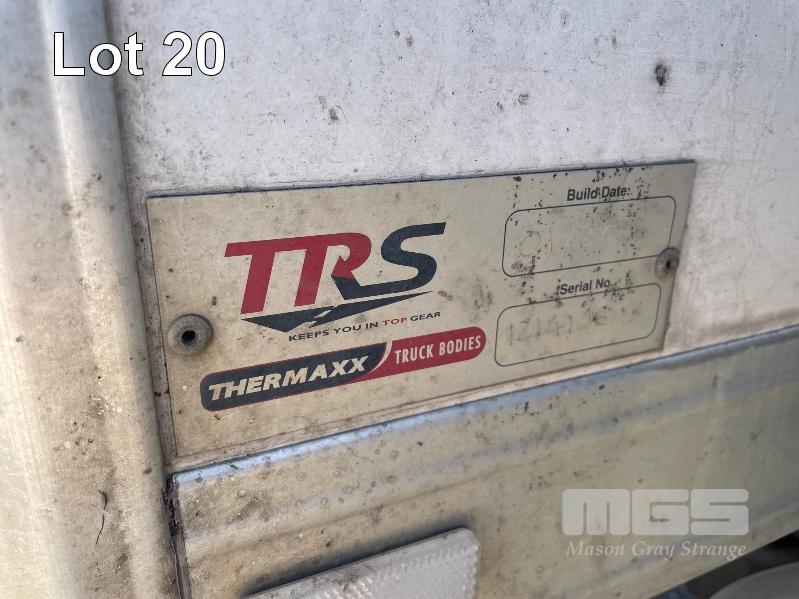 Lot 20
Build Date:
TRS
KEEPS YOU IN TOP GEAR
Serial No.
THERMAXX TRUCK BODIES
MGS
Mason Gray Strange